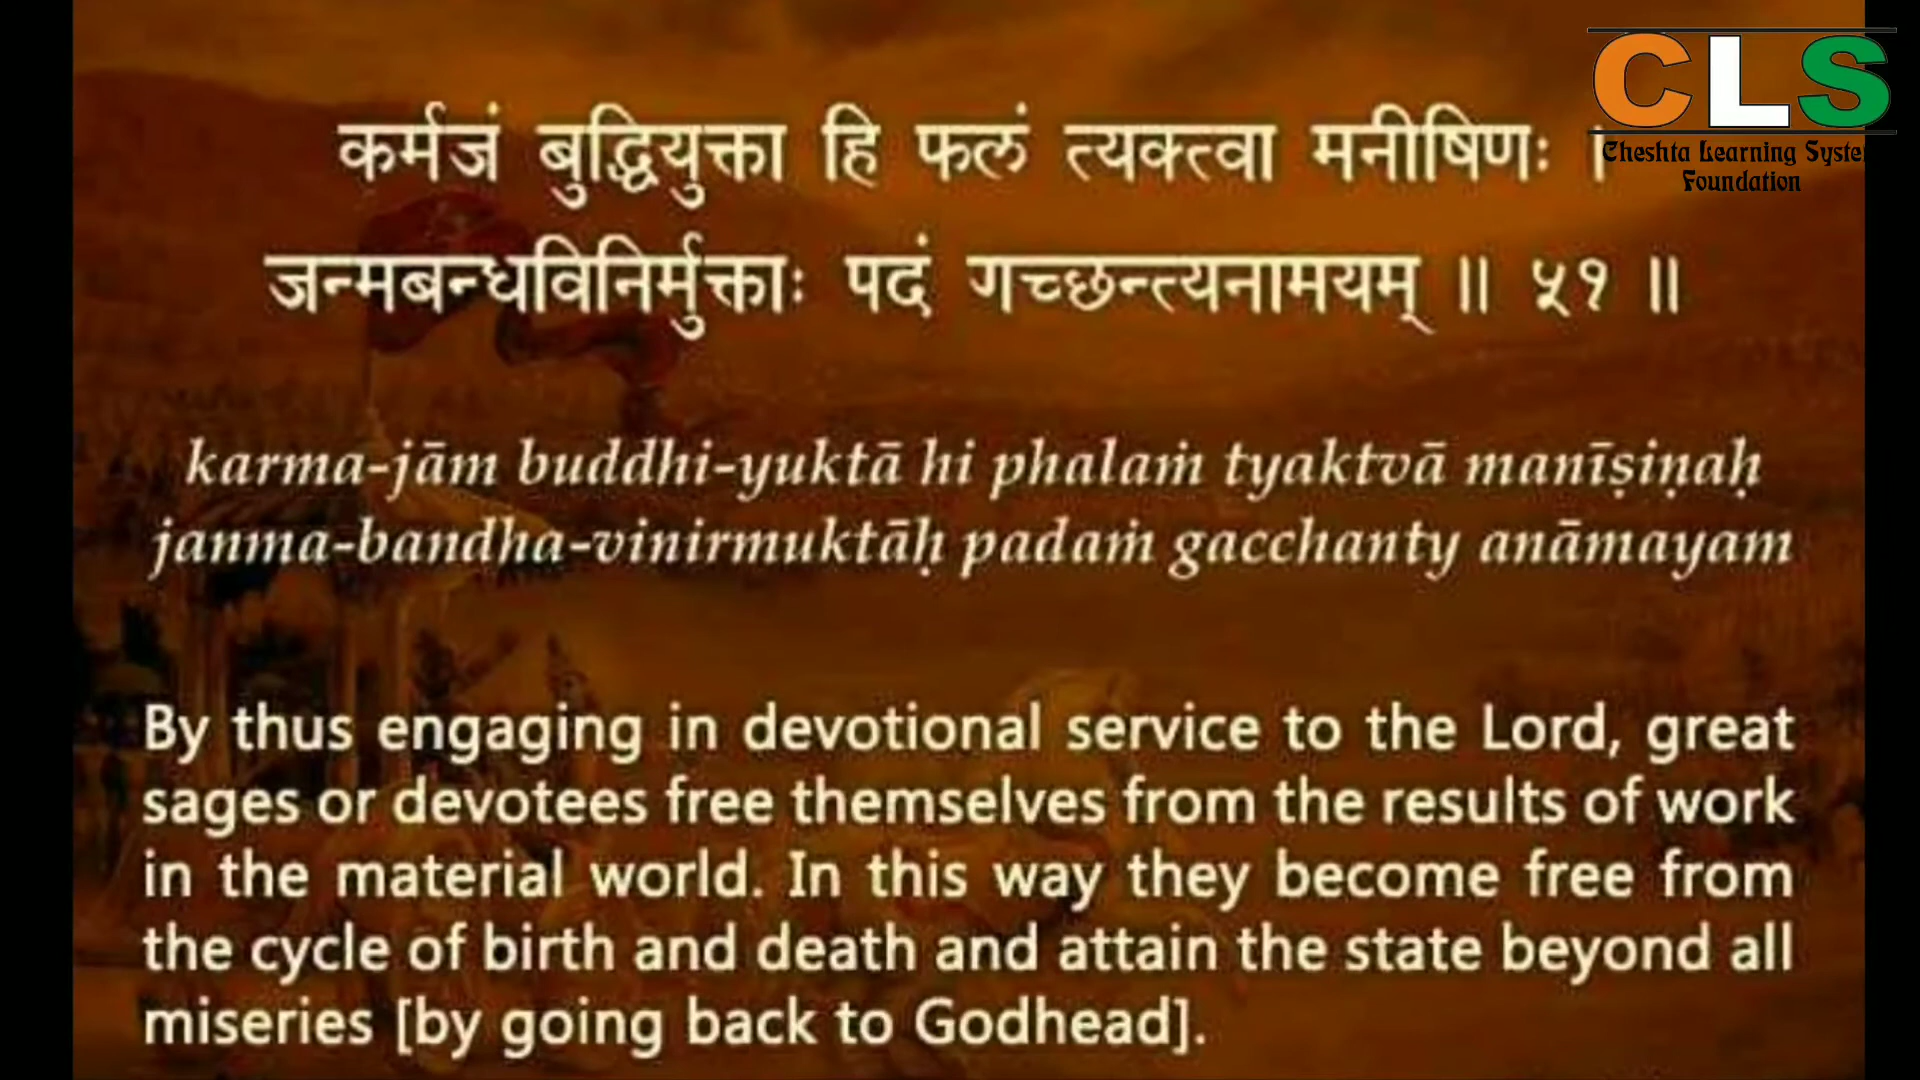 CLS
Cheshta Learning Syste
Foundation
कर्मजं बुद्धियुक्ता हि फलं त्यक्त्वा मनीषिणः ।
जन्मबन्धविनिर्मुक्ताः पदं गच्छन्त्यनामयम् ॥ ५१ ॥
karma-jām buddhi-yuktā hi phalaṁ tyaktvā manīṣiṇaḥ
janma-bandha-vinirmuktāḥ padaṁ gacchanty anāmayam
By thus engaging in devotional service to the Lord, great
sages or devotees free themselves from the results of work
in the material world. In this way they become free from
the cycle of birth and death and attain the state beyond all
miseries [by going back to Godhead].